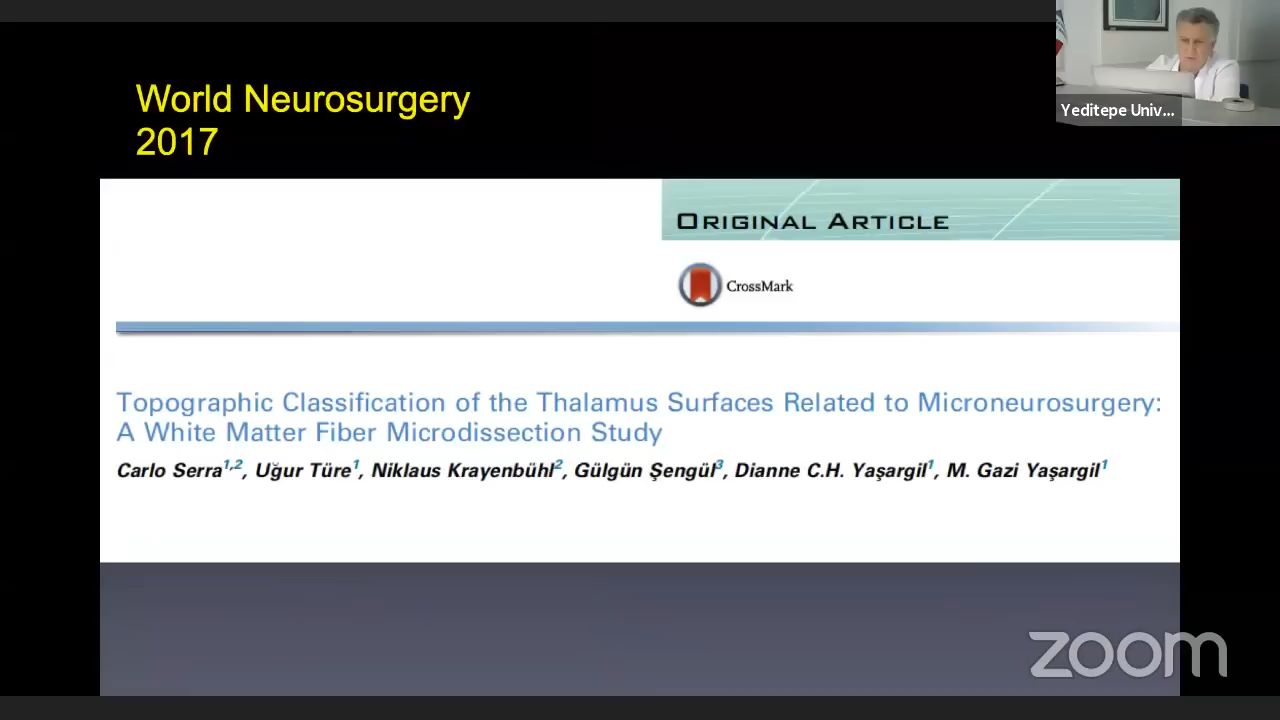 World Neurosurgery
2017
Yeditepe Univ...
ORIGINAL ARTICLE
CrossMark
Topographic Classification of the Thalamus Surfaces Related to Microneurosurgery:
A White Matter Fiber Microdissection Study
Carlo Serra1,2, Uğur Türe1, Niklaus Krayenbühl2, Gülgün Şengül3, Dianne C.H. Yaşargil1, M. Gazi Yaşargil1
zoom